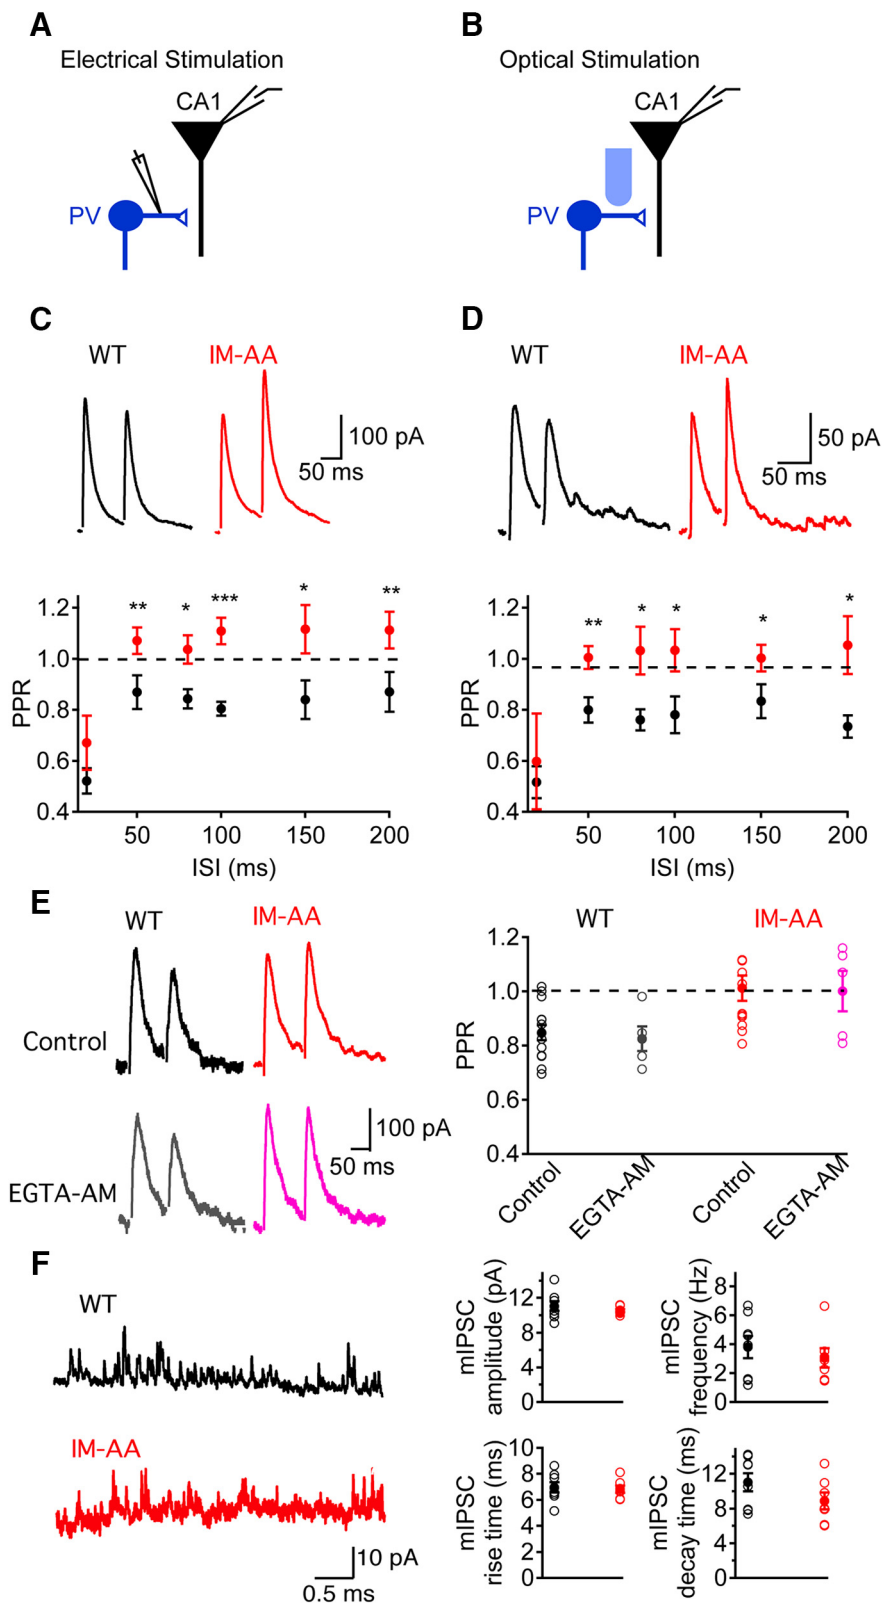 A
B
Electrical Stimulation
Optical Stimulation
CA1
CA1
PV
PV
C
D
WT
IM-AA
WT
IM-AA
100 pA
50 ms
50 pA
50 ms
** * *** * **
** * * * *
1.2
1.0
0.8
0.6
0.4
PPR
50 100 150 200
ISI (ms)
1.2
1.0
0.8
0.6
0.4
PPR
50 100 150 200
ISI (ms)
E
WT
IM-AA
Control
EGTA-AM
100 pA
50 ms
WT
IM-AA
1.2
1.0
0.8
0.6
0.4
PPR
Control
EGTA-AM
Control
EGTA-AM
F
WT
IM-AA
10 pA
0.5 ms
mIPSC
amplitude (pA)
12
8
4
0
mIPSC
frequency (Hz)
8
6
4
2
0
mIPSC
rise time (ms)
10
8
6
4
2
0
mIPSC
decay time (ms)
12
8
4
0